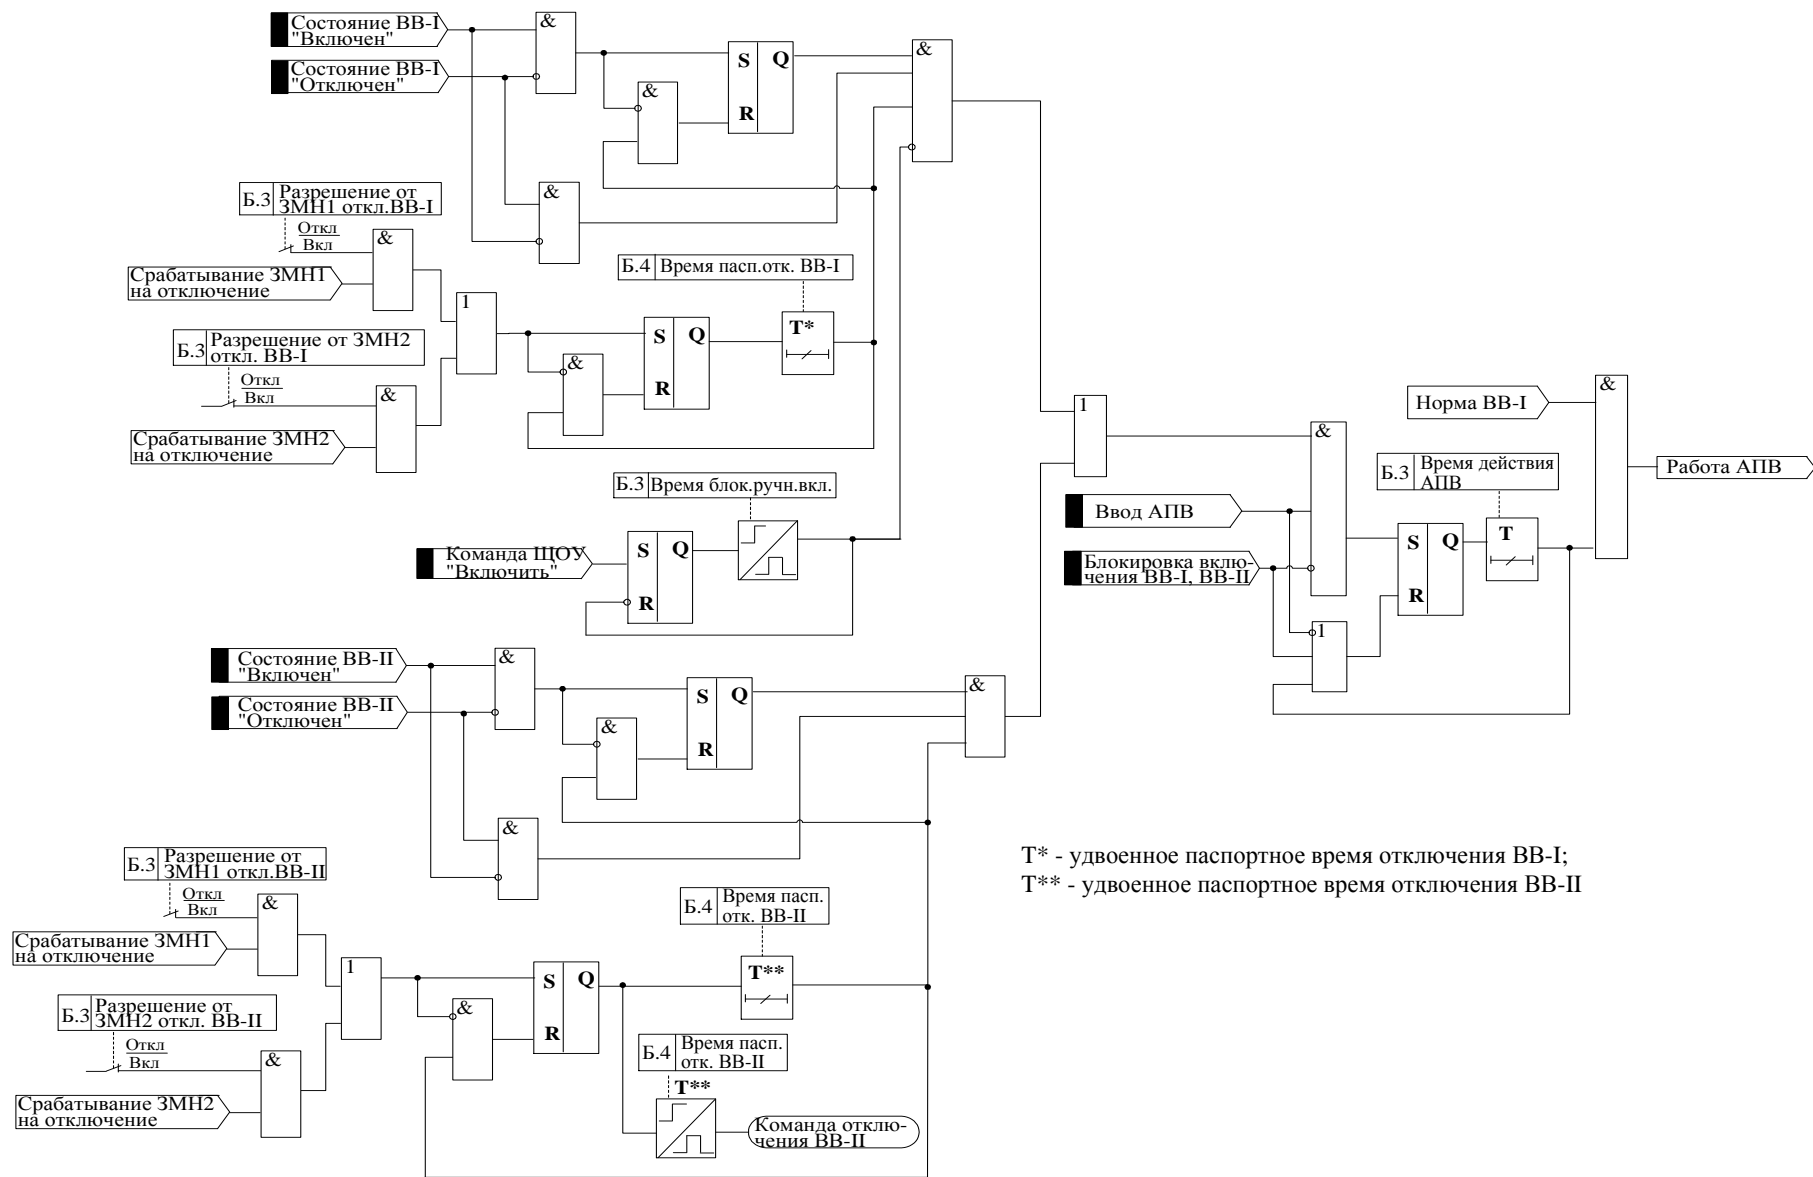 Состояние ВВ-I
"Включен"
&
Состояние ВВ-I
"Отключен"
&
S
Q
R
&
&
Б.3
Разрешение от
ЗМН1 откл.ВВ-I
Откл
Вкл
&
Срабатывание ЗМН1
на отключение
1
Б.3
Разрешение от ЗМН2
откл. ВВ-I
Откл
Вкл
&
Срабатывание ЗМН2
на отключение
&
S
Q
R
Б.4
Время пасп.отк. ВВ-I
T*
Б.3
Время блок.ручн.вкл.
Команда ЩОУ
"Включить"
S
Q
R
1
Ввод АПВ
Блокировка вклю-
чения ВВ-I, ВВ-II
&
1
S
Q
R
Б.3
Время действия
АПВ
T
Норма ВВ-I
&
Работа АПВ
Состояние ВВ-II
"Включен"
&
Состояние ВВ-II
"Отключен"
&
S
Q
R
&
&
Б.3
Разрешение от
ЗМН1 откл.ВВ-II
Откл
Вкл
&
Срабатывание ЗМН1
на отключение
1
Б.3
Разрешение от
ЗМН2 откл. ВВ-II
Откл
Вкл
&
Срабатывание ЗМН2
на отключение
&
S
Q
R
Б.4
Время пасп.
отк. ВВ-II
T**
Б.4
Время пасп.
отк. ВВ-II
T**
Команда отклю-
чения ВВ-II
T* - удвоенное паспортное время отключения ВВ-I;
T** - удвоенное паспортное время отключения ВВ-II